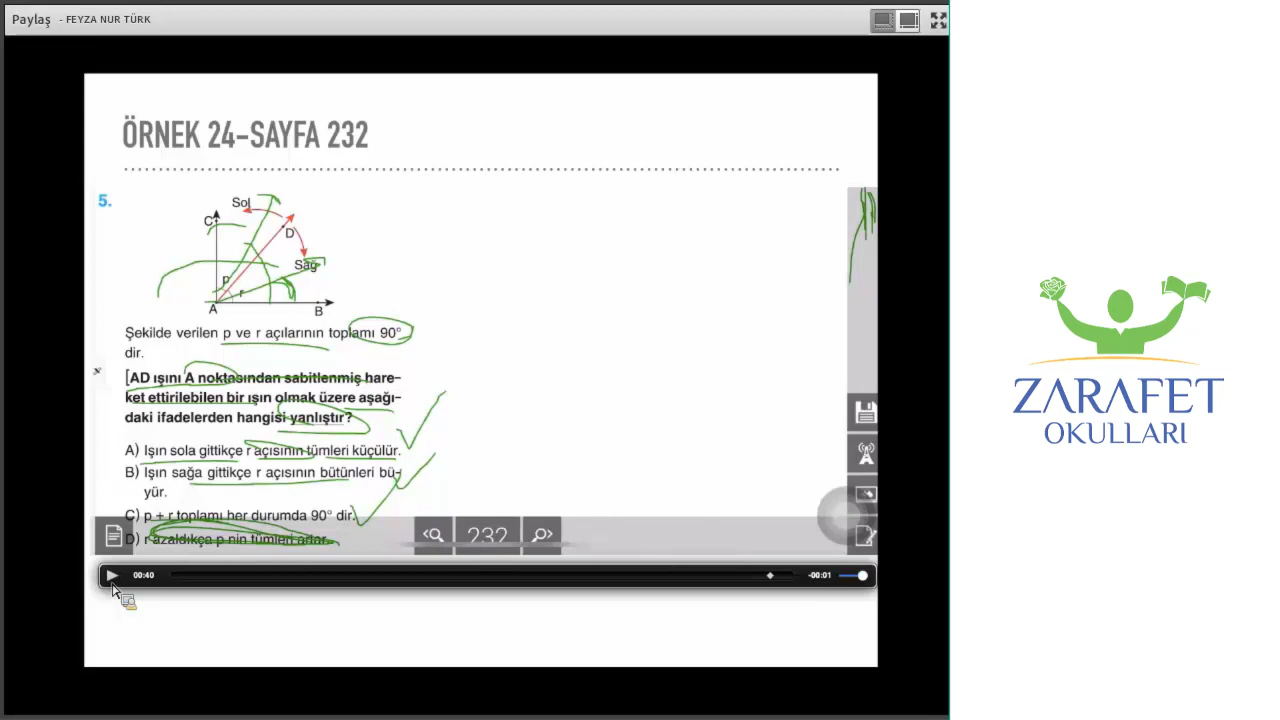 Paylaş - FEYZA NUR TÜRK
ÖRNEK 24-SAYFA 232
5.
Sol
C
D
Sağ
p
r
A
B
Şekilde verilen p ve r açılarının toplamı 90°
dir.
[AD ışını A noktasından sabitlenmiş hare-
ket ettirilebilen bir ışın olmak üzere aşağı-
daki ifadelerden hangisi yanlıştır?
A) Işın sola gittikçe r açısının tümleri küçülür.
B) Işın sağa gittikçe r açısının bütünleri bü-
yür.
C) p + r toplamı her durumda 90° dir.
D) r azaldıkça p nin tümleri artar.
232
00:40
-00:01
ZARAFET
OKULLARI